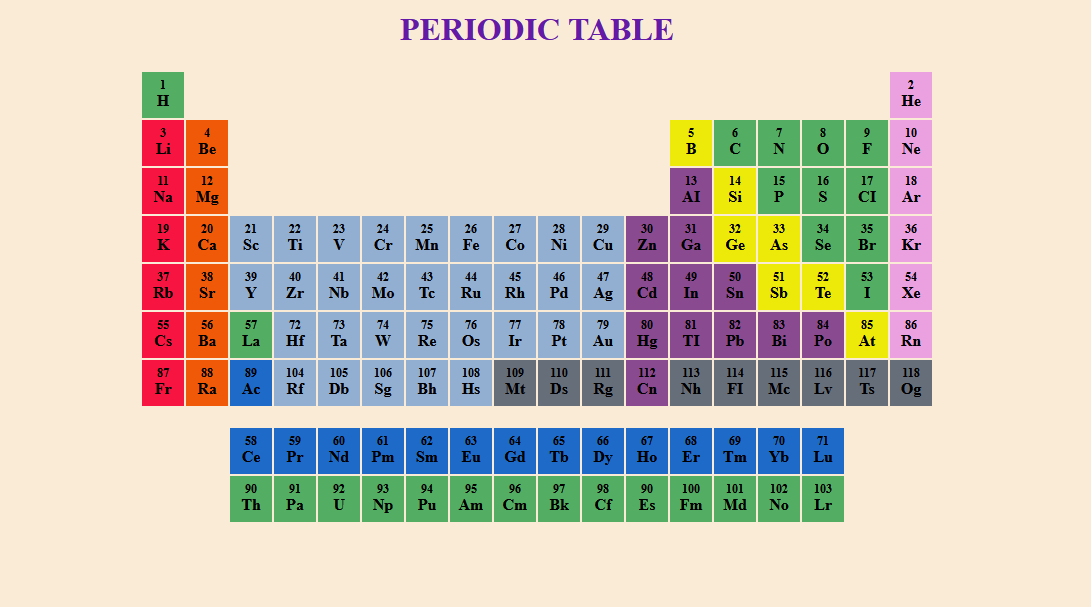 PERIODIC TABLE
1 2
H He
3 4 5 6 7 8 9 10
Li Be B C N O F Ne
11 12 13 14 15 16 17 18
Na Mg AI Si P S CI Ar
19 20 21 22 23 24 25 26 27 28 29 30 31 32 33 34 35 36
K Ca Sc Ti V Cr Mn Fe Co Ni Cu Zn Ga Ge As Se Br Kr
37 38 39 40 41 42 43 44 45 46 47 48 49 50 51 52 53 54
Rb Sr Y Zr Nb Mo Tc Ru Rh Pd Ag Cd In Sn Sb Te I Xe
55 56 57 72 73 74 75 76 77 78 79 80 81 82 83 84 85 86
Cs Ba La Hf Ta W Re Os Ir Pt Au Hg TI Pb Bi Po At Rn
87 88 89 104 105 106 107 108 109 110 111 112 113 114 115 116 117 118
Fr Ra Ac Rf Db Sg Bh Hs Mt Ds Rg Cn Nh FI Mc Lv Ts Og
58 59 60 61 62 63 64 65 66 67 68 69 70 71
Ce Pr Nd Pm Sm Eu Gd Tb Dy Ho Er Tm Yb Lu
90 91 92 93 94 95 96 97 98 90 100 101 102 103
Th Pa U Np Pu Am Cm Bk Cf Es Fm Md No Lr